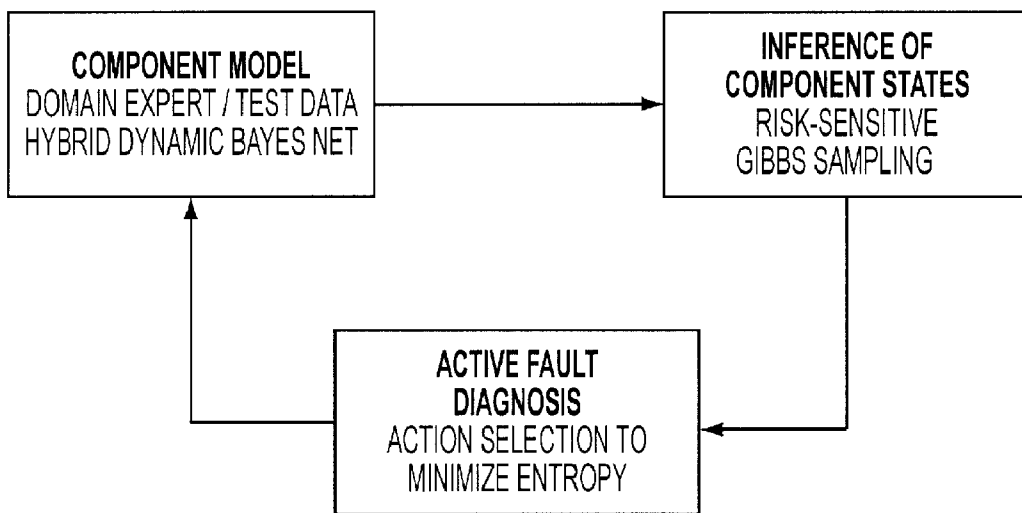 COMPONENT MODEL
DOMAIN EXPERT / TEST DATA
HYBRID DYNAMIC BAYES NET
INFERENCE OF
COMPONENT STATES
RISK-SENSITIVE
GIBBS SAMPLING
ACTIVE FAULT
DIAGNOSIS
ACTION SELECTION TO
MINIMIZE ENTROPY